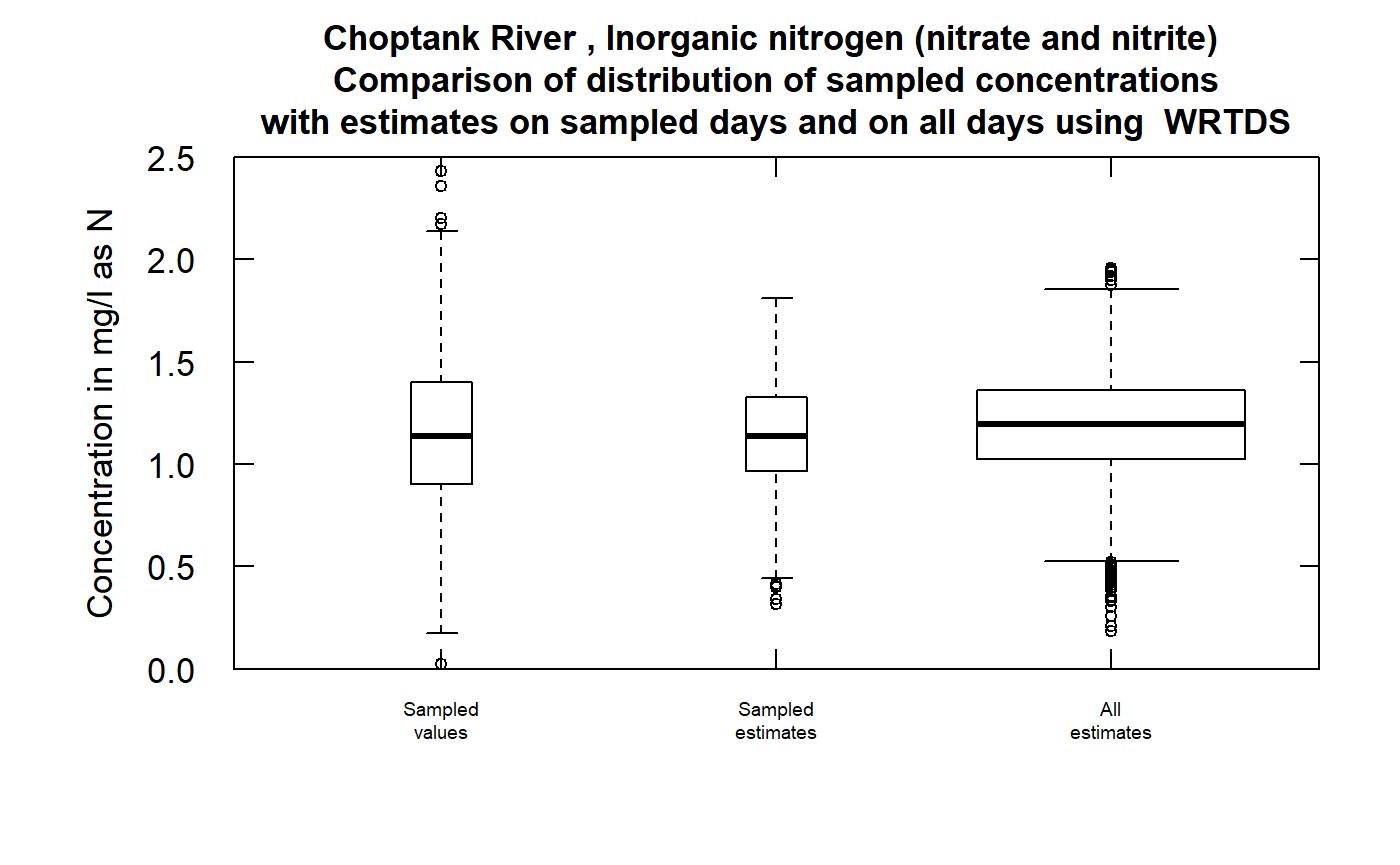 Choptank River , Inorganic nitrogen (nitrate and nitrite)
Comparison of distribution of sampled concentrations
with estimates on sampled days and on all days using  WRTDS
Concentration in mg/l as N
2.5
2.0
1.5
1.0
0.5
0.0
Sampled
values
Sampled
estimates
All
estimates